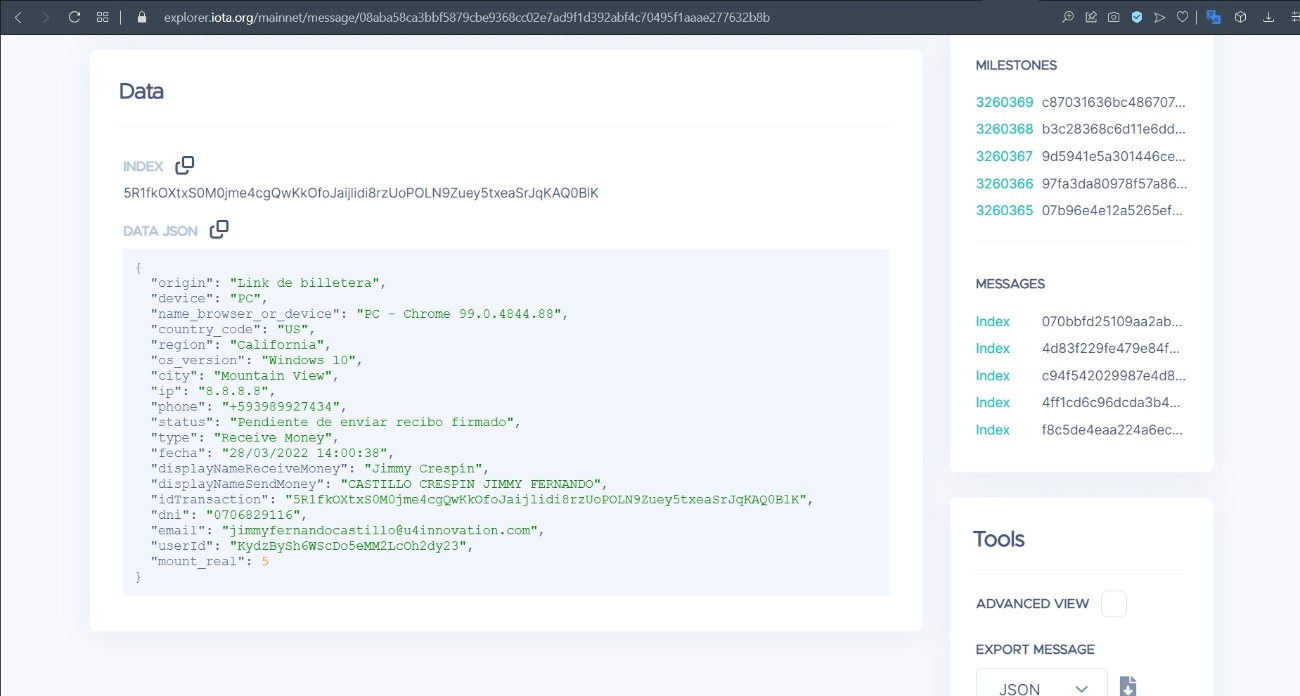 explorer.iota.org/mainnet/message/08aba58ca3bbf5879cbe9368cc02e7ad9f1d392abf4c70495f1aaae277632b8b
Data
INDEX
5R1fkOXtxS0M0jme4cgQwKkOfoJaijlidi8rzUoPOLN9Zuey5txeaSrJqKAQ0BlK
DATA JSON
{
"origin": "Link de billetera",
"device": "PC",
"name_browser_or_device": "PC - Chrome 99.0.4844.88",
"country_code": "US",
"region": "California",
"os_version": "Windows 10",
"city": "Mountain View",
"ip": "8.8.8.8",
"phone": "+593989927434",
"status": "Pendiente de enviar recibo firmado",
"type": "Receive Money",
"fecha": "28/03/2022 14:00:38",
"displayNameReceiveMoney": "Jimmy Crespín",
"displayNameSendMoney": "CASTILLO CRESPIN JIMMY FERNANDO",
"idTransaction": "5R1fkOXtxS0M0jme4cgQwKkOfoJaijlidi8rzUoPOLN9Zuey5txeaSrJqKAQ0BlK",
"dni": "0706829116",
"email": "jimmyfernandocastillo@u4innovation.com",
"userId": "KydzBySh6WScDo5eMM2LcOh2dy23",
"mount_real": 5
}
MILESTONES
3260369 c87031636bc486707...
3260368 b3c28368c6d11e6dd...
3260367 9d5941e5a301446ce...
3260366 97fa3da80978f57a86...
3260365 07b96e4e12a5265ef...
MESSAGES
Index 070bbfd25109aa2ab...
Index 4d83f229fe479e84f...
Index c94f542029987e4d8...
Index 4ff1cd6c96dcda3b4...
Index f8c5de4eaa224a6ec...
Tools
ADVANCED VIEW
EXPORT MESSAGE
JSON